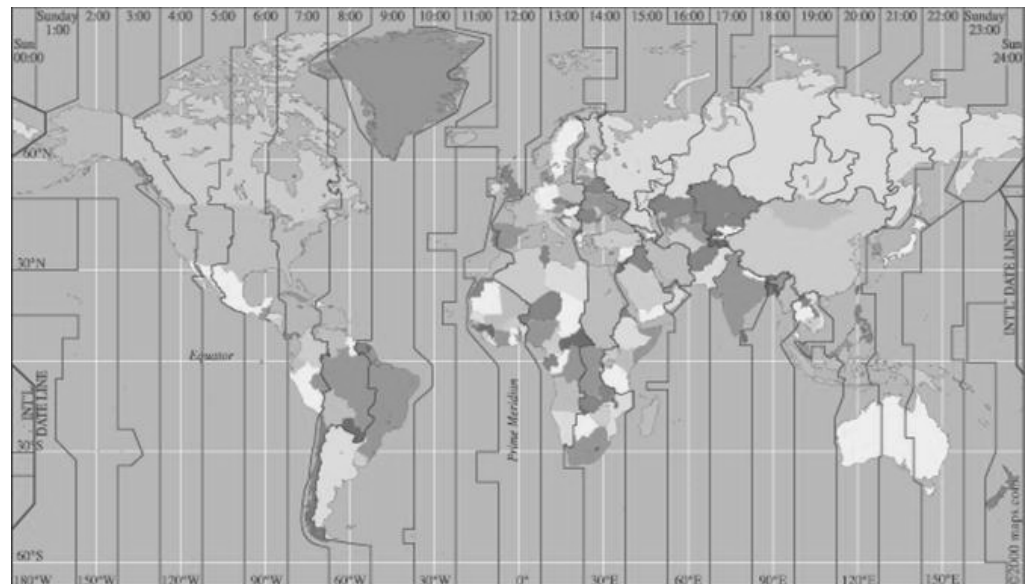 Sunday 2:00 3:00 4:00 5:00 6:00 7:00 8:00 9:00 10:00 11:00 12:00 13:00 14:00 15:00 16:00 17:00 18:00 19:00 20:00 21:00 22:00 Sunday
1:00 23:00
Sun Sun
00:00 24:00
60°N
30°N
Equator
INT'L DATE LINE
INT'L
DATE LINE
Prime Meridian
30°S 30°S
©2000 maps.com
60°S
180°W 150°W 120°W 90°W 60°W 30°W 0° 30°E 60°E 90°E 120°E 150°E